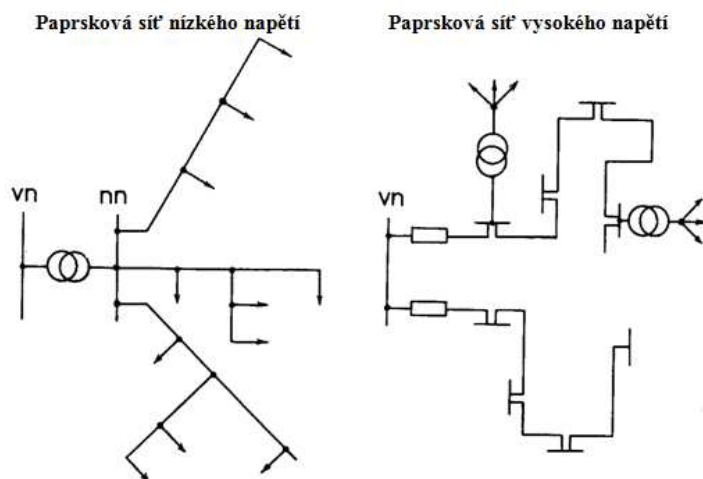 Paprsková síť nízkého napětí
Paprsková síť vysokého napětí
vn
nn
vn